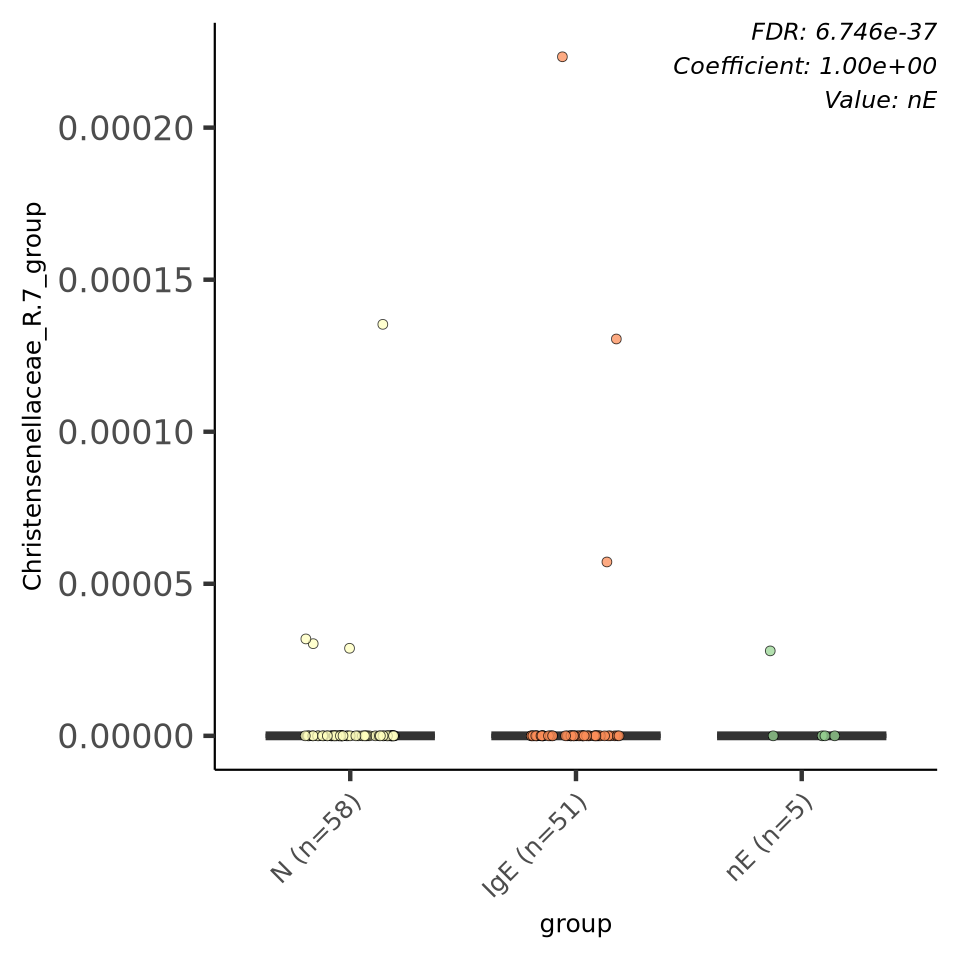 FDR: 6.746e-37
Coefficient: 1.00e+00
Value: nE
Christensenellaceae_R.7_group
0.00020
0.00015
0.00010
0.00005
0.00000
N (n=58)
IgE (n=51)
nE (n=5)
group